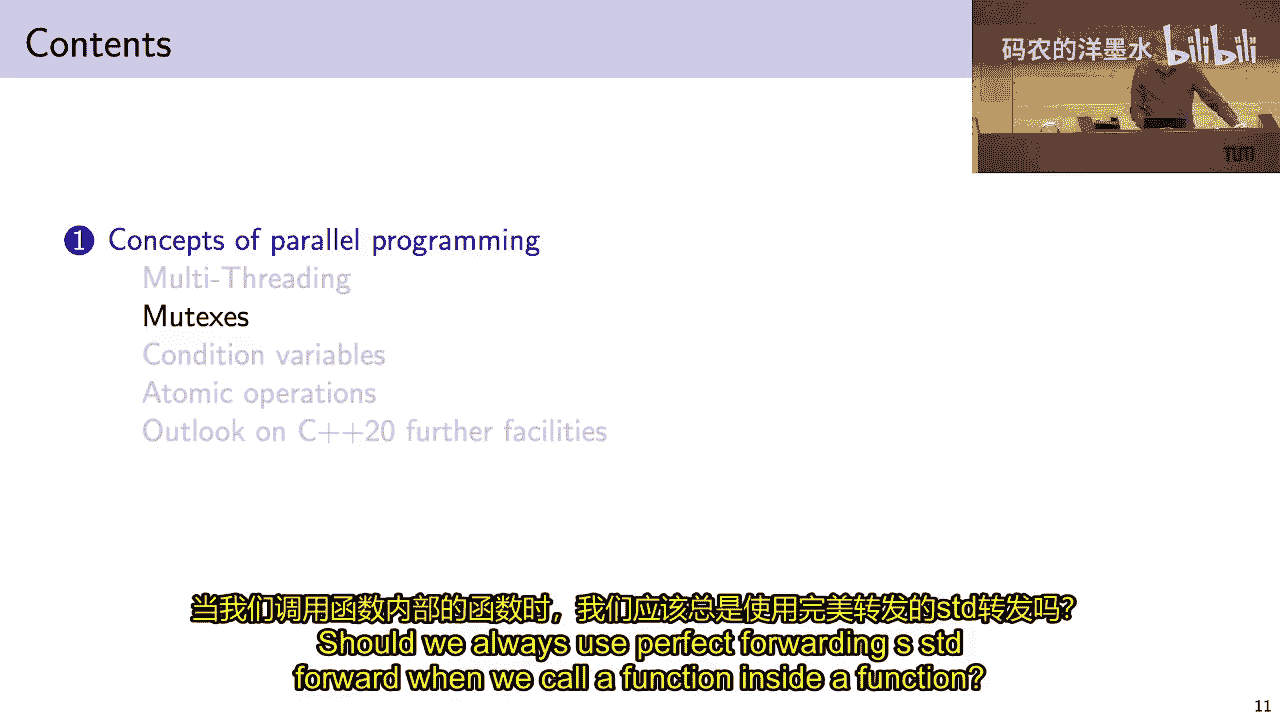 Contents
码农的洋墨水 bilibili
TUM
1 Concepts of parallel programming
Multi-Threading
Mutexes
Condition variables
Atomic operations
Outlook on C++20 further facilities
当我们调用函数内部的函数时，我们应该总是使用完美转发的std转发吗？
Should we always use perfect forwarding s std
forward when we call a function inside a function?
11